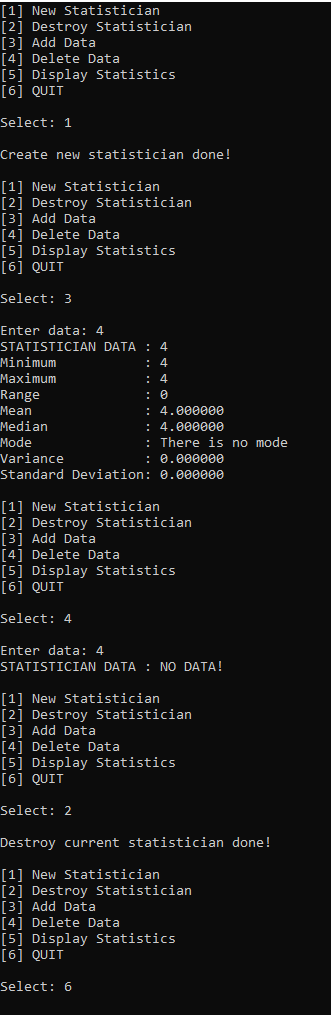 [1] New Statistician
[2] Destroy Statistician
[3] Add Data
[4] Delete Data
[5] Display Statistics
[6] QUIT
Select: 1
Create new statistician done!
[1] New Statistician
[2] Destroy Statistician
[3] Add Data
[4] Delete Data
[5] Display Statistics
[6] QUIT
Select: 3
Enter data: 4
STATISTICIAN DATA : 4
Minimum           : 4
Maximum           : 4
Range             : 0
Mean              : 4.000000
Median            : 4.000000
Mode              : There is no mode
Variance          : 0.000000
Standard Deviation: 0.000000
[1] New Statistician
[2] Destroy Statistician
[3] Add Data
[4] Delete Data
[5] Display Statistics
[6] QUIT
Select: 4
Enter data: 4
STATISTICIAN DATA : NO DATA!
[1] New Statistician
[2] Destroy Statistician
[3] Add Data
[4] Delete Data
[5] Display Statistics
[6] QUIT
Select: 2
Destroy current statistician done!
[1] New Statistician
[2] Destroy Statistician
[3] Add Data
[4] Delete Data
[5] Display Statistics
[6] QUIT
Select: 6